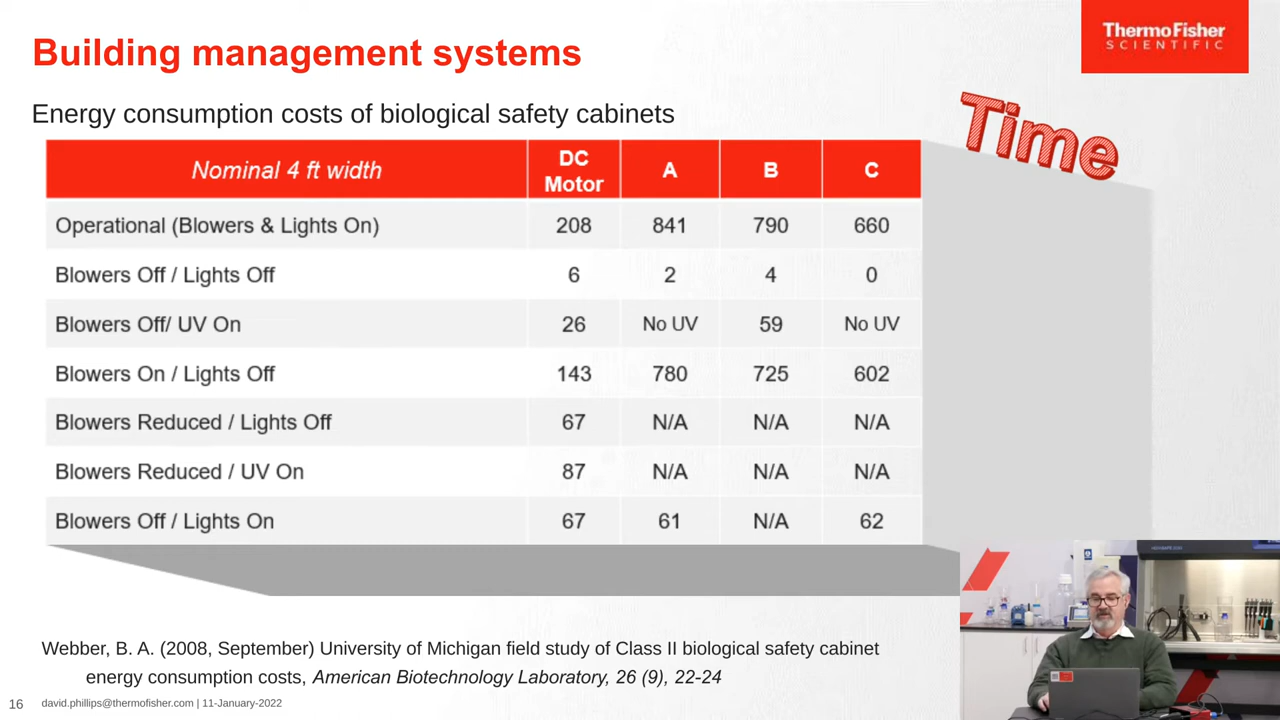 Building management systems
ThermoFisher
SCIENTIFIC
Energy consumption costs of biological safety cabinets
Time
Nominal 4 ft width DC Motor A B C
Operational (Blowers & Lights On) 208 841 790 660
Blowers Off / Lights Off 6 2 4 0
Blowers Off/ UV On 26 No UV 59 No UV
Blowers On / Lights Off 143 780 725 602
Blowers Reduced / Lights Off 67 N/A N/A N/A
Blowers Reduced / UV On 87 N/A N/A N/A
Blowers Off / Lights On 67 61 N/A 62
Webber, B. A. (2008, September) University of Michigan field study of Class II biological safety cabinet
energy consumption costs, American Biotechnology Laboratory, 26 (9), 22-24
16 david.phillips@thermofisher.com | 11-January-2022